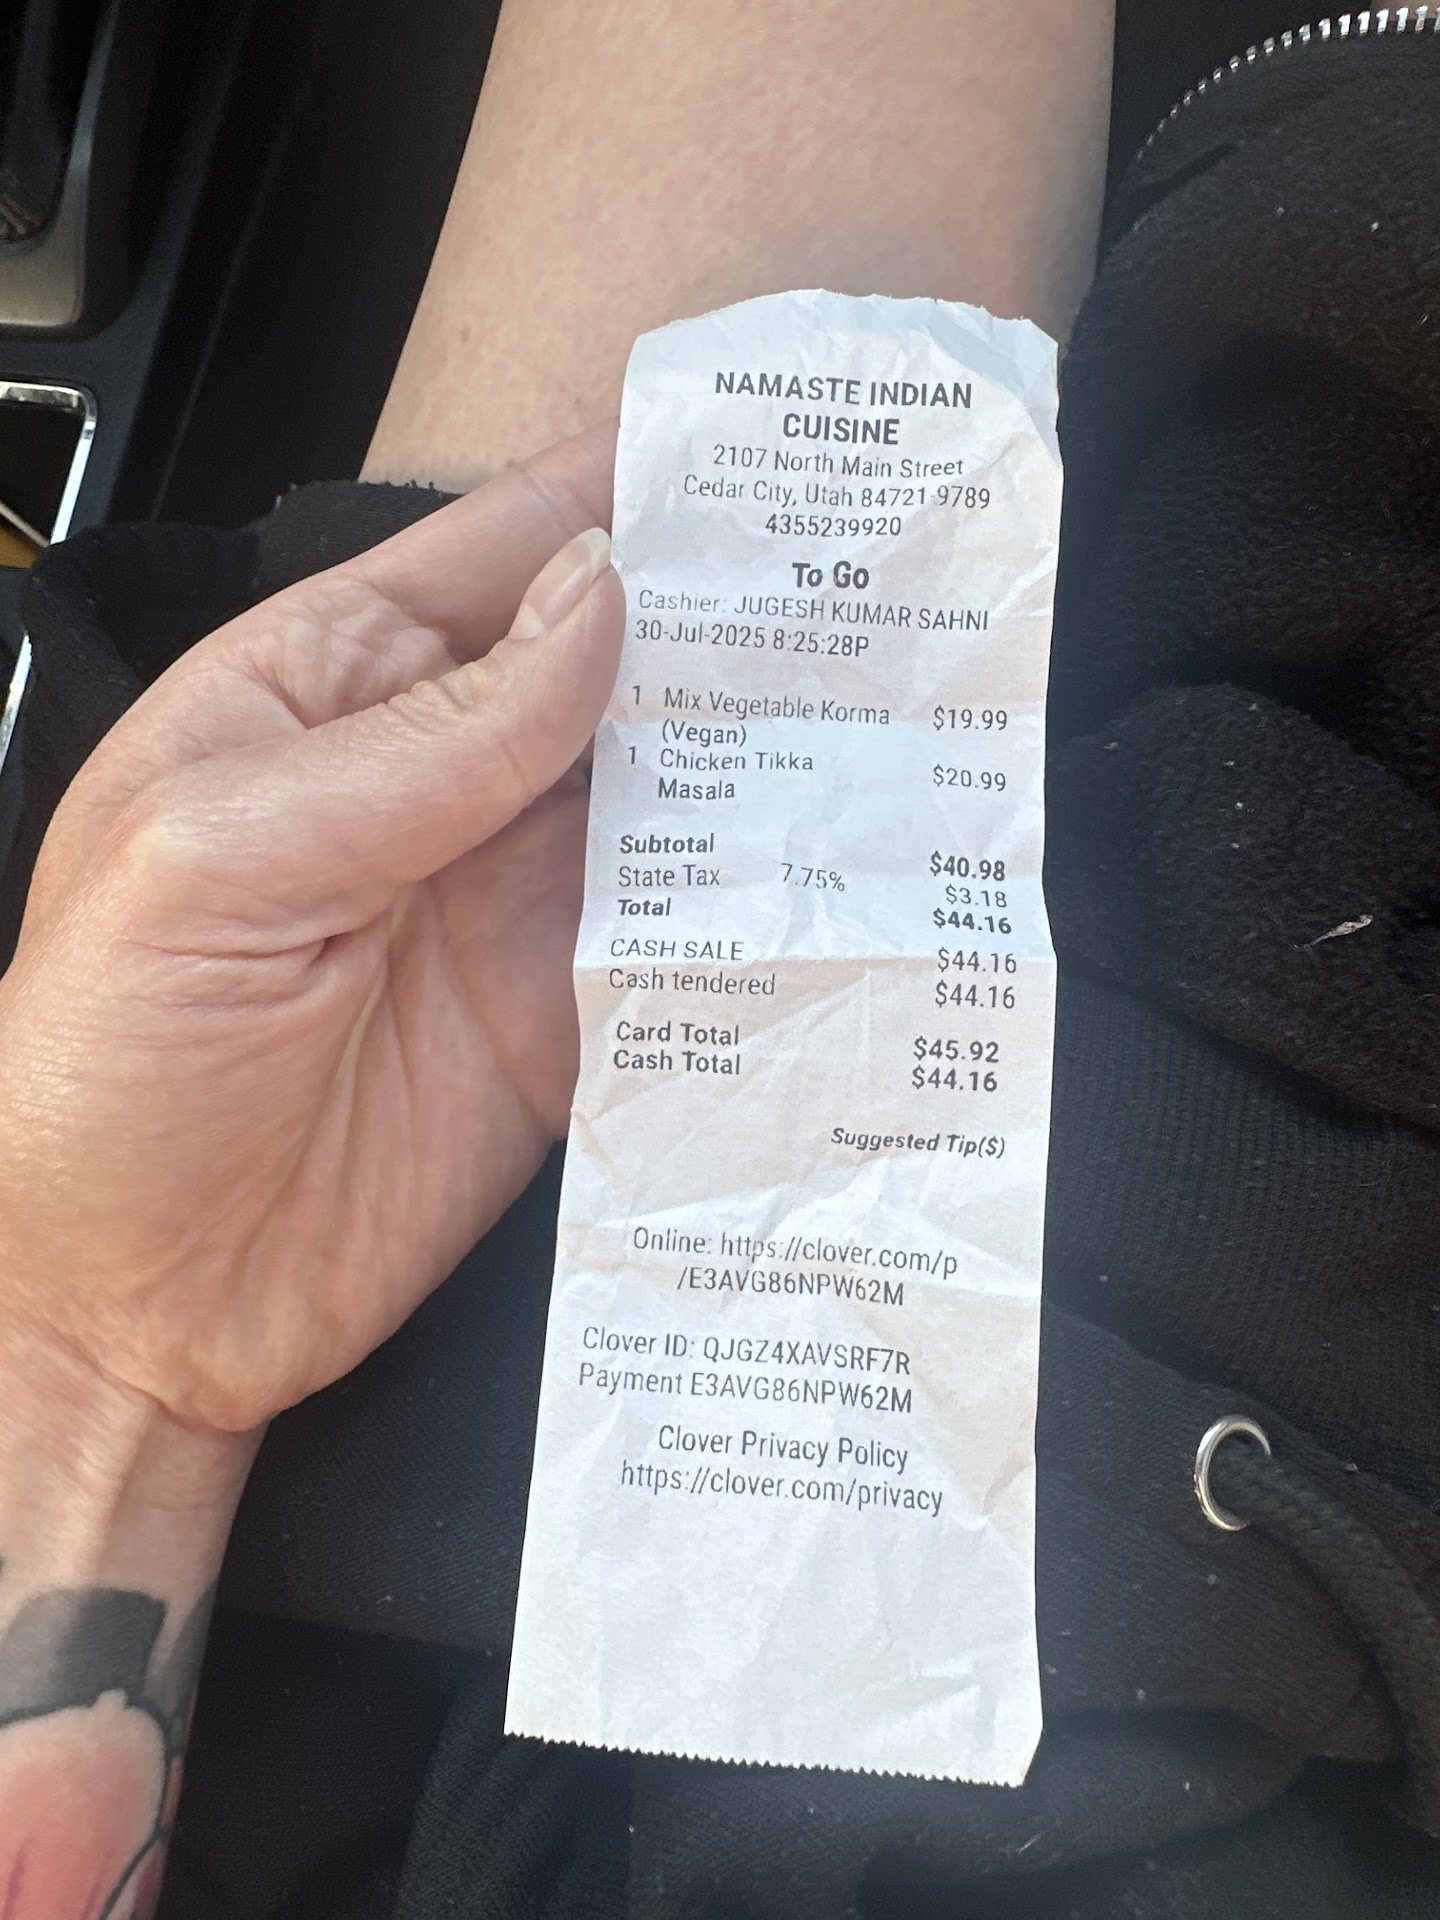 NAMASTE INDIAN
CUISINE
2107 North Main Street
Cedar City, Utah 84721-9789
4355239920
To Go
Cashier: JUGESH KUMAR SAHNI
30-Jul-2025 8:25:28P
1 Mix Vegetable Korma $19.99
(Vegan)
1 Chicken Tikka $20.99
Masala
Subtotal $40.98
State Tax 7.75% $3.18
Total $44.16
CASH SALE $44.16
Cash tendered $44.16
Card Total $45.92
Cash Total $44.16
Suggested Tip($)
Online: https://clover.com/p
/E3AVG86NPW62M
Clover ID: QJGZ4XAVSRF7R
Payment E3AVG86NPW62M
Clover Privacy Policy
https://clover.com/privacy